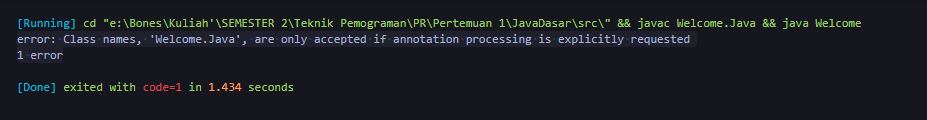 [Running] cd "e:\Bones\Kuliah'\SEMESTER 2\Teknik Pemograman\PR\Pertemuan 1\JavaDasar\src\" && javac Welcome.Java && java Welcome
error: Class names, 'Welcome.Java', are only accepted if annotation processing is explicitly requested
1 error
[Done] exited with code=1 in 1.434 seconds